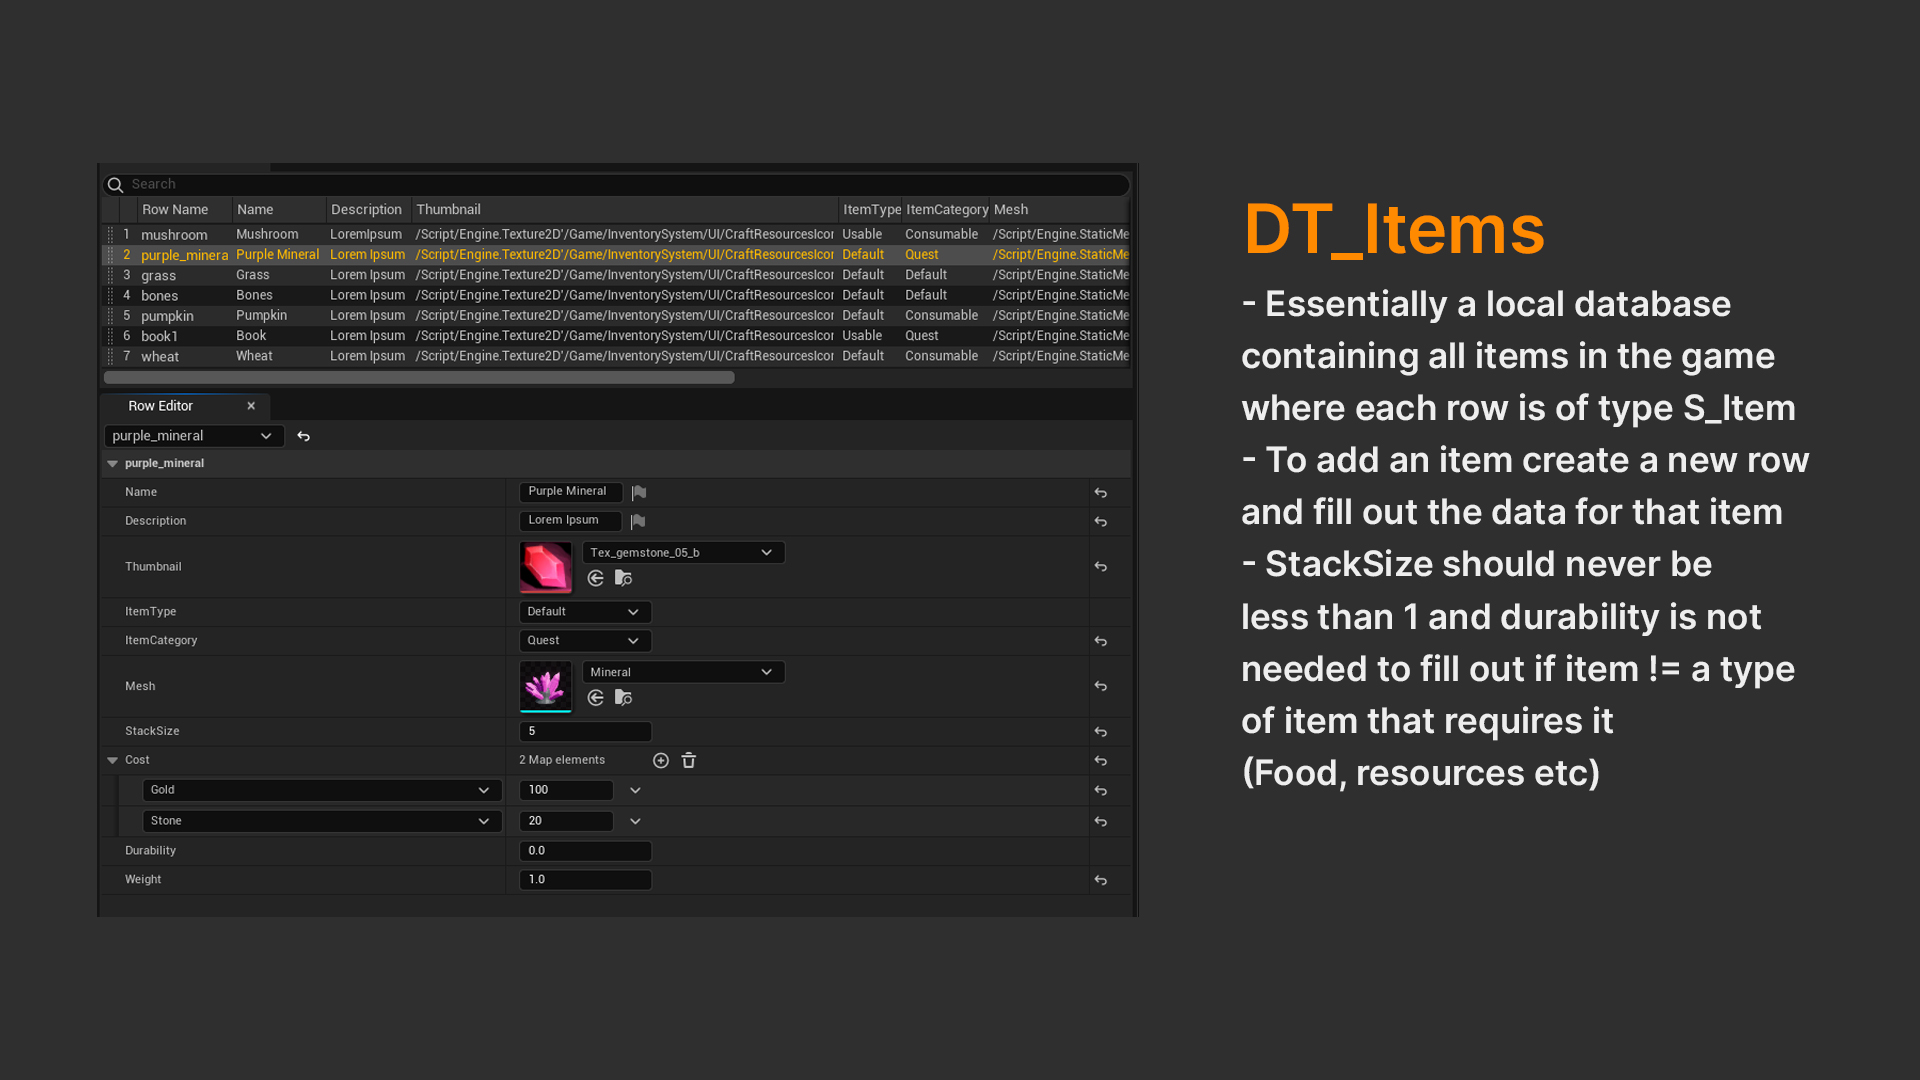 Search
Row Name Name Description Thumbnail ItemType ItemCategory Mesh
1 mushroom Mushroom LoremIpsum /Script/Engine.Texture2D'/Game/InventorySystem/UI/CraftResourcesIcor Usable Consumable /Script/Engine.StaticMe
2 purple_minera Purple Mineral Lorem Ipsum /Script/Engine.Texture2D'/Game/InventorySystem/UI/CraftResourcesIcor Default Quest /Script/Engine.StaticMe
3 grass Grass Lorem Ipsum /Script/Engine.Texture2D'/Game/InventorySystem/UI/CraftResourcesIcor Default Default /Script/Engine.StaticMe
4 bones Bones Lorem Ipsum /Script/Engine.Texture2D'/Game/InventorySystem/UI/CraftResourcesIcor Default Default /Script/Engine.StaticMe
5 pumpkin Pumpkin Lorem Ipsum /Script/Engine.Texture2D'/Game/InventorySystem/UI/CraftResourcesIcor Default Consumable /Script/Engine.StaticMe
6 book1 Book Lorem Ipsum /Script/Engine.Texture2D'/Game/InventorySystem/UI/CraftResourcesIcor Usable Quest /Script/Engine.StaticMe
7 wheat Wheat Lorem Ipsum /Script/Engine.Texture2D'/Game/InventorySystem/UI/CraftResourcesIcor Default Consumable /Script/Engine.StaticMe
Row Editor
purple_mineral
purple_mineral
Name Purple Mineral
Description Lorem Ipsum
Thumbnail Tex_gemstone_05_b
ItemType Default
ItemCategory Quest
Mesh Mineral
StackSize 5
Cost 2 Map elements
Gold 100
Stone 20
Durability 0.0
Weight 1.0
DT_Items
- Essentially a local database
containing all items in the game
where each row is of type S_Item
- To add an item create a new row
and fill out the data for that item
- StackSize should never be
less than 1 and durability is not
needed to fill out if item != a type
of item that requires it
(Food, resources etc)